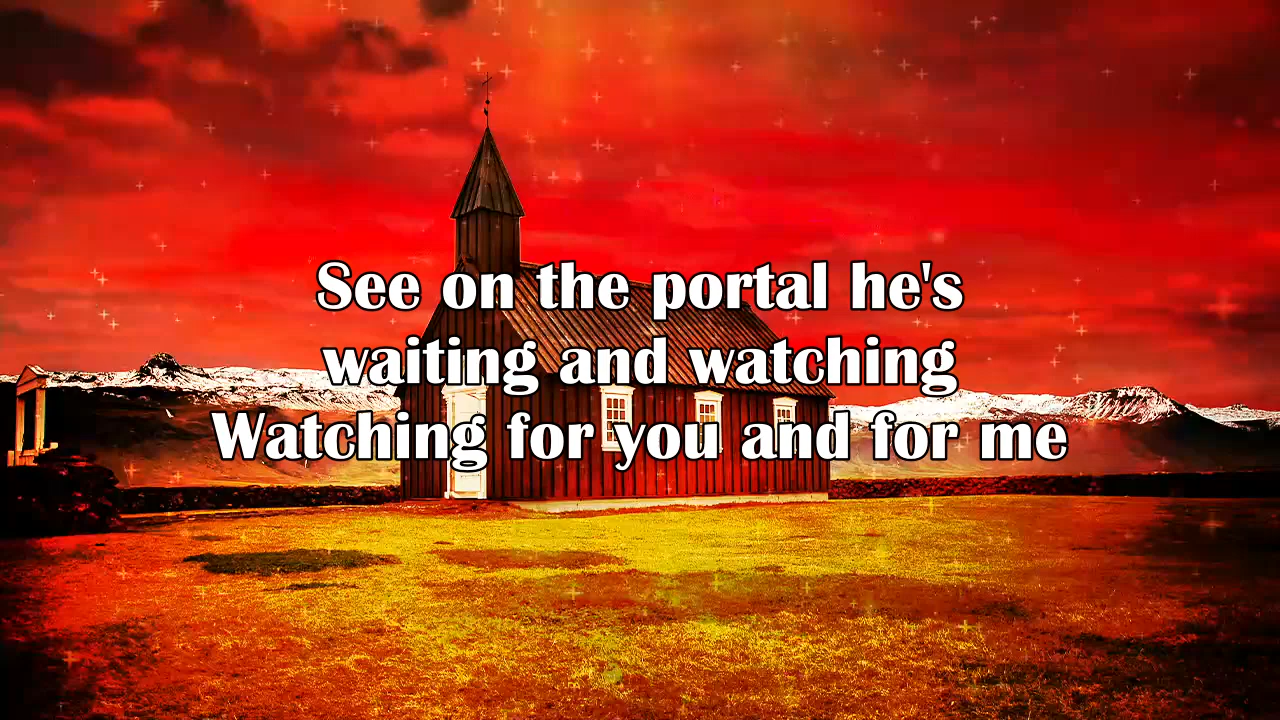 See on the portal he's
waiting and watching
Watching for you and for me